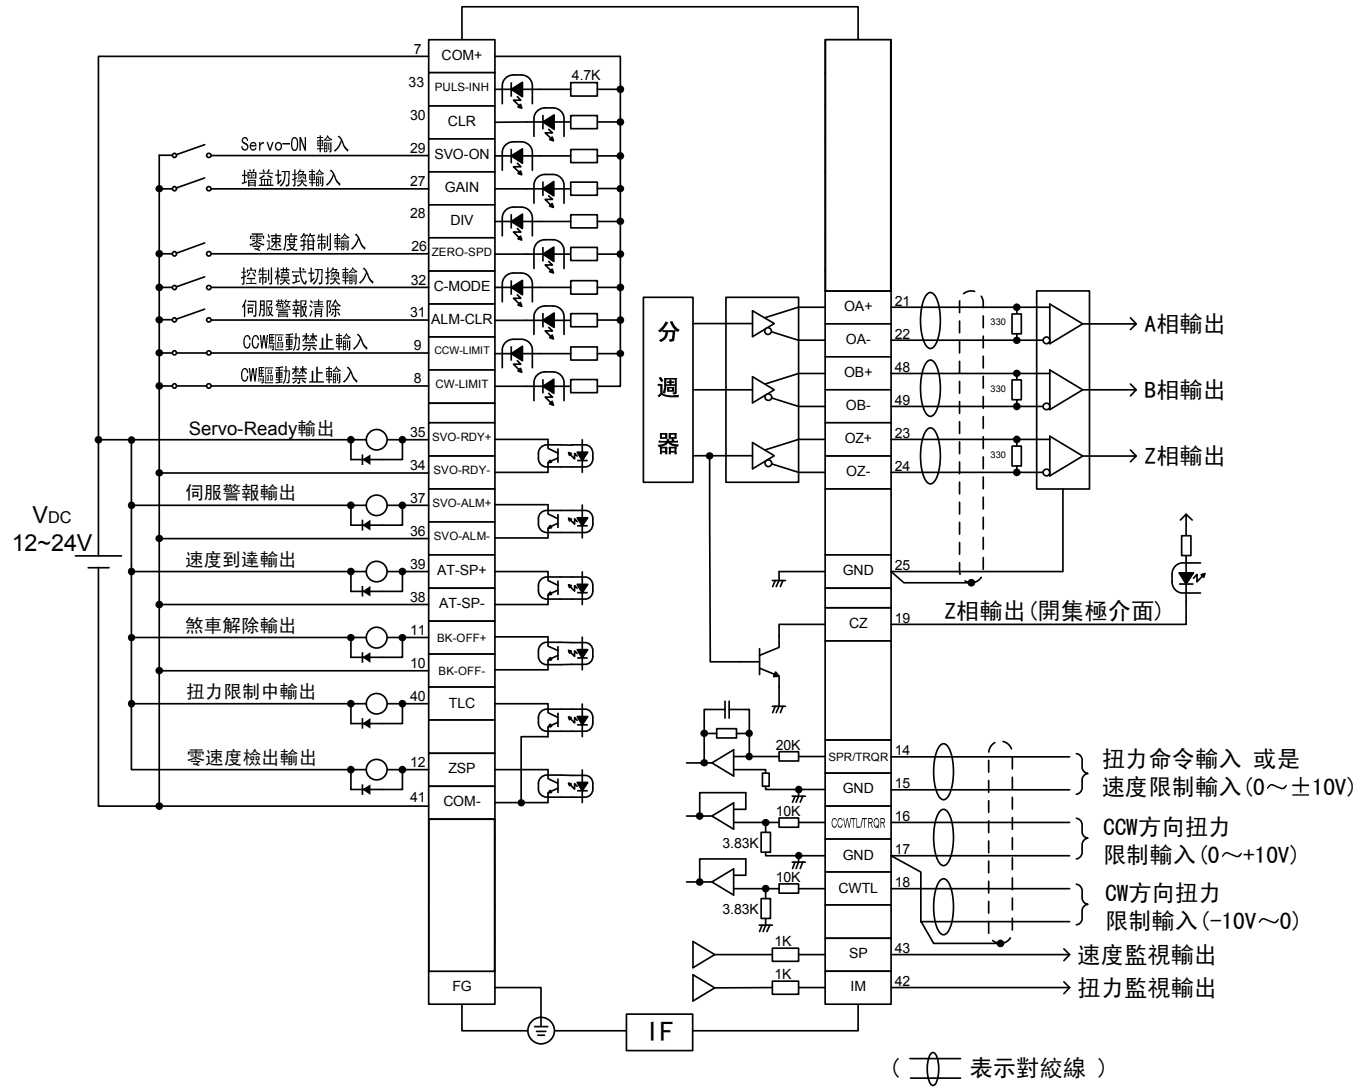 7 COM+
33 PULS-INH 4.7K
30 CLR
Servo-ON 輸入 29 SVO-ON
增益切換輸入 27 GAIN
28 DIV
零速度箝制輸入 26 ZERO-SPD
控制模式切換輸入 32 C-MODE
伺服警報清除 31 ALM-CLR
CCW驅動禁止輸入 9 CCW-LIMIT
CW驅動禁止輸入 8 CW-LIMIT
Servo-Ready輸出 35 SVO-RDY+
34 SVO-RDY-
伺服警報輸出 37 SVO-ALM+
36 SVO-ALM-
VDC
12~24V
速度到達輸出 39 AT-SP+
38 AT-SP-
煞車解除輸出 11 BK-OFF+
10 BK-OFF-
扭力限制中輸出 40 TLC
零速度檢出輸出 12 ZSP
41 COM-
FG
IF
分
週
器
OA+ 21 330 A相輸出
OA- 22
OB+ 48 330 B相輸出
OB- 49
OZ+ 23 330 Z相輸出
OZ- 24
GND 25
CZ 19 Z相輸出(開集極介面)
20K SPR/TRQR 14 扭力命令輸入 或是
GND 15 速度限制輸入(0～±10V)
10K CCWTL/TRQR 16 CCW方向扭力
3.83K GND 17 限制輸入(0～+10V)
10K CWTL 18 CW方向扭力
3.83K 限制輸入(-10V～0)
1K SP 43 速度監視輸出
1K IM 42 扭力監視輸出
( 表示對絞線 )